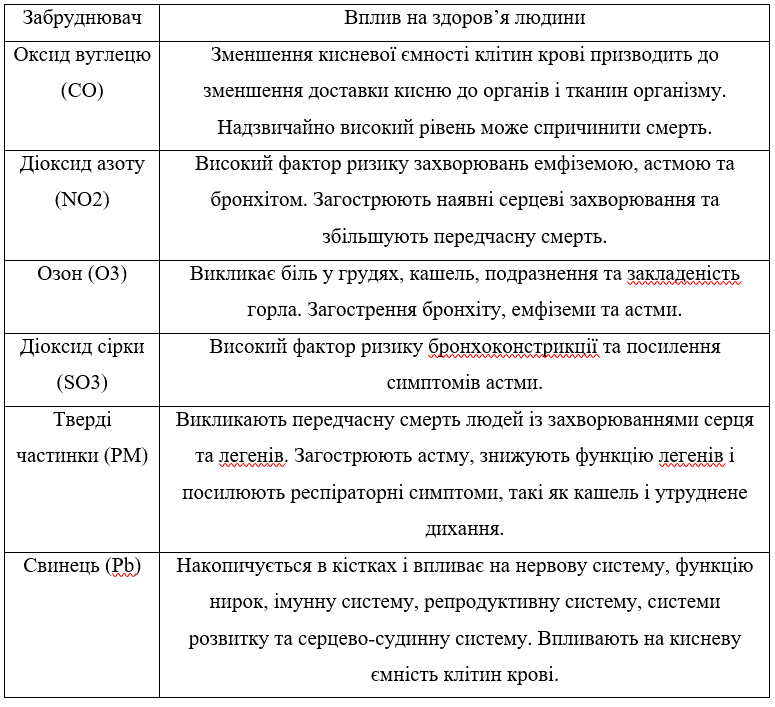 Забруднювач Вплив на здоров’я людини
Оксид вуглецю Зменшення кисневої ємності клітин крові призводить до
(CO) зменшення доставки кисню до органів і тканин організму.
Надзвичайно високий рівень може спричинити смерть.
Діоксид азоту Високий фактор ризику захворювань емфіземою, астмою та
(NO2) бронхітом. Загострюють наявні серцеві захворювання та
збільшують передчасну смерть.
Озон (O3) Викликає біль у грудях, кашель, подразнення та закладеність
горла. Загострення бронхіту, емфіземи та астми.
Діоксид сірки Високий фактор ризику бронхоконстрикції та посилення
(SO3) симптомів астми.
Тверді Викликають передчасну смерть людей із захворюваннями серця
частинки (PM) та легенів. Загострюють астму, знижують функцію легенів і
посилюють респіраторні симптоми, такі як кашель і утруднене
дихання.
Свинець (Pb) Накопичується в кістках і впливає на нервову систему, функцію
нирок, імунну систему, репродуктивну систему, системи
розвитку та серцево-судинну систему. Впливають на кисневу
ємність клітин крові.